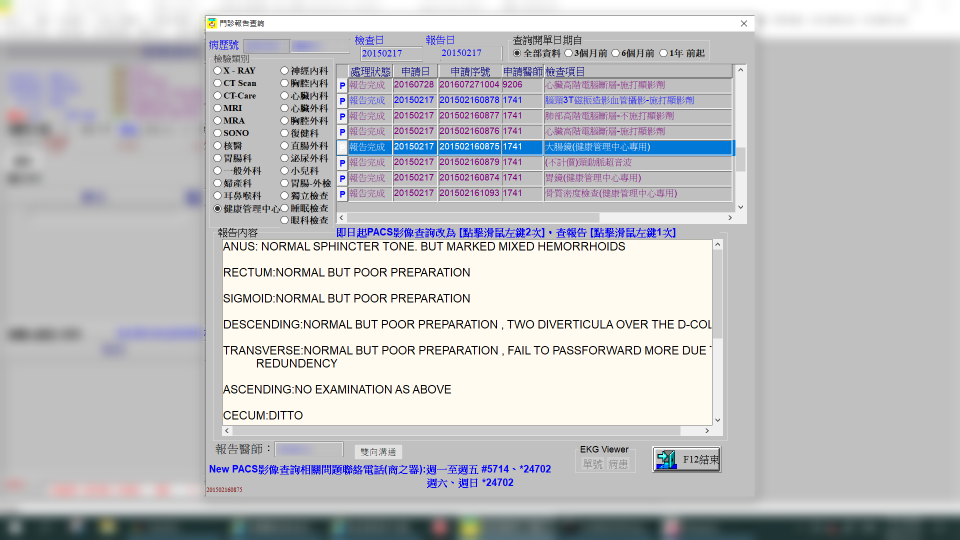 門診報告查詢
病歷號
檢查日
20150217
報告日
20150217
查詢開單日期自
全部資料 3個月前 6個月前 1年 前起
檢驗類別
X - RAY 神經內科
CT Scan 胸腔內科
CT-Care 心臟內科
MRI 心臟外科
MRA 胸腔外科
SONO 復健科
核醫 直腸外科
胃腸科 泌尿外科
一般外科 小兒科
婦產科 胃腸-外檢
耳鼻喉科 獨立檢查
健康管理中心 睡眠檢查
眼科檢查
處理狀態 申請日 申請序號 申請醫師 檢查項目
P 報告完成 20160728 201607271004 9206 心臟高階電腦斷層-施打顯影劑
P 報告完成 20150217 201502160878 1741 腦頸3T磁振造影血管攝影-施打顯影劑
P 報告完成 20150217 201502160877 1741 肺部高階電腦斷層-不施打顯影劑
P 報告完成 20150217 201502160876 1741 心臟高階電腦斷層-施打顯影劑
報告完成 20150217 201502160875 1741 大腸鏡(健康管理中心專用)
P 報告完成 20150217 201502160879 1741 (不計價)頸動脈超音波
P 報告完成 20150217 201502160874 1741 胃鏡(健康管理中心專用)
P 報告完成 20150217 201502161093 1741 骨質密度檢查(健康管理中心專用)
報告內容
即日起PACS影像查詢改為 [點擊滑鼠左鍵2次]，查報告 [點擊滑鼠左鍵1次]
ANUS: NORMAL SPHINCTER TONE. BUT MARKED MIXED HEMORRHOIDS
RECTUM:NORMAL BUT POOR PREPARATION
SIGMOID:NORMAL BUT POOR PREPARATION
DESCENDING:NORMAL BUT POOR PREPARATION , TWO DIVERTICULA OVER THE D-COL
TRANSVERSE:NORMAL BUT POOR PREPARATION , FAIL TO PASSFORWARD MORE DUE T
REDUNDENCY
ASCENDING:NO EXAMINATION AS ABOVE
CECUM:DITTO
報告醫師：
雙向溝通
EKG Viewer
單號 病患
F12結束
New PACS影像查詢相關問題聯絡電話(商之器):週一至週五 #5714、*24702
週六、週日 *24702
201502160875